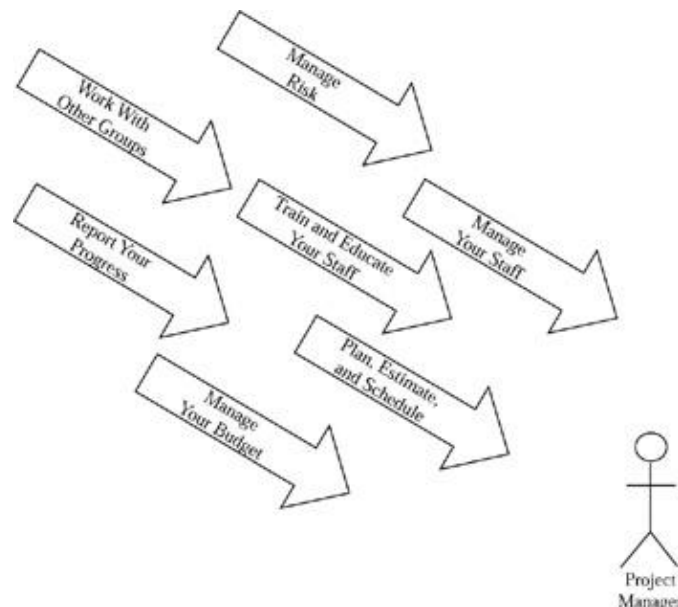 Manage
Risk
Work With
Other Groups
Train and Educate
Your Staff
Manage
Your Staff
Report Your
Progress
Plan, Estimate,
and Schedule
Manage
Your Budget
Project
Manager